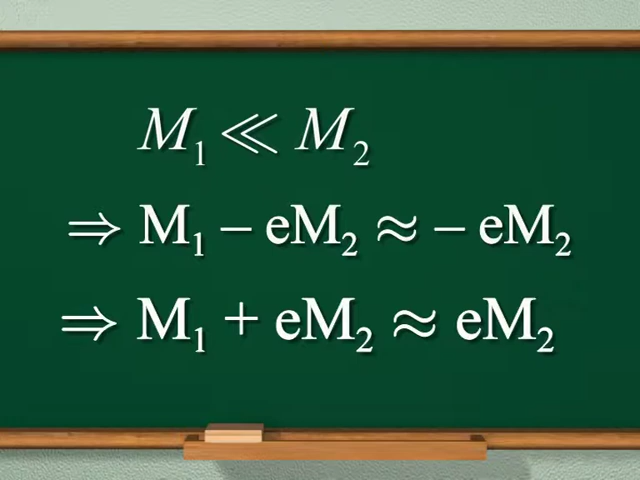 M₁ ≪ M₂
⇒ M₁ − eM₂ ≈ − eM₂
⇒ M₁ + eM₂ ≈ eM₂